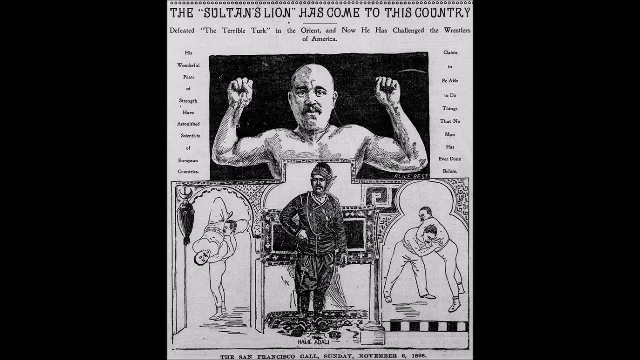 THE "SULTAN'S LION" HAS COME TO THIS COUNTRY
Defeated "The Terrible Turk" in the Orient, and Now He Has Challenged the Wrestlers
of America.
His
Wonderful
Feats
of
Strength
Have
Astonished
Scientists
of
European
Countries.
Claims
to
Be Able
to Do
Things
That No
Man
Has
Ever Done
Before.
HALIL ADALI
THE SAN FRANCISCO CALL, SUNDAY, NOVEMBER 6, 1898.